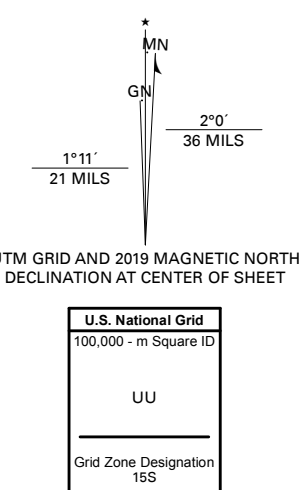 ★
MN
GN
2°0´
36 MILS
1°11´
21 MILS
UTM GRID AND 2019 MAGNETIC NORTH
DECLINATION AT CENTER OF SHEET
U.S. National Grid
100,000 - m Square ID
UU
Grid Zone Designation
15S